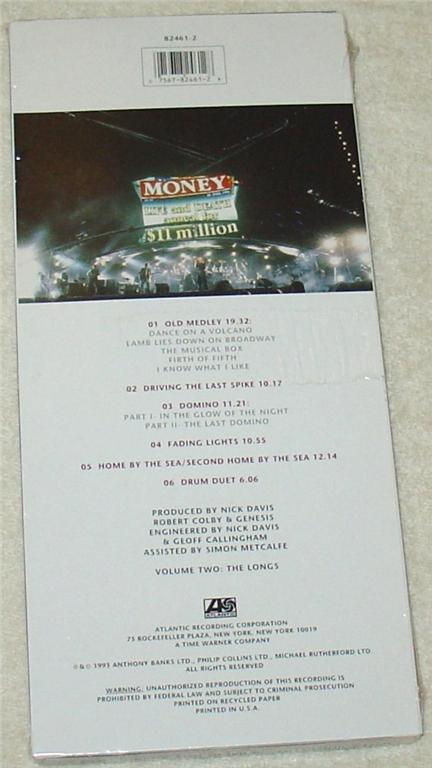 82461-2
0 7567-82461-2 4
MONEY
LIFE and DEATH
appeal for
$11 million
01 OLD MEDLEY 19.32:
DANCE ON A VOLCANO
LAMB LIES DOWN ON BROADWAY
THE MUSICAL BOX
FIRTH OF FIFTH
I KNOW WHAT I LIKE
02 DRIVING THE LAST SPIKE 10.17
03 DOMINO 11.21:
PART I- IN THE GLOW OF THE NIGHT
PART II- THE LAST DOMINO
04 FADING LIGHTS 10.55
05 HOME BY THE SEA/SECOND HOME BY THE SEA 12.14
06 DRUM DUET 6.06
PRODUCED BY NICK DAVIS
ROBERT COLBY & GENESIS
ENGINEERED BY NICK DAVIS
& GEOFF CALLINGHAM
ASSISTED BY SIMON METCALFE
VOLUME TWO: THE LONGS
ATLANTIC
ATLANTIC RECORDING CORPORATION
75 ROCKEFELLER PLAZA, NEW YORK, NEW YORK 10019
A TIME WARNER COMPANY
℗ & © 1993 ANTHONY BANKS LTD., PHILIP COLLINS LTD., MICHAEL RUTHERFORD LTD.
ALL RIGHTS RESERVED
WARNING: UNAUTHORIZED REPRODUCTION OF THIS RECORDING IS
PROHIBITED BY FEDERAL LAW AND SUBJECT TO CRIMINAL PROSECUTION
PRINTED ON RECYCLED PAPER
PRINTED IN U.S.A.